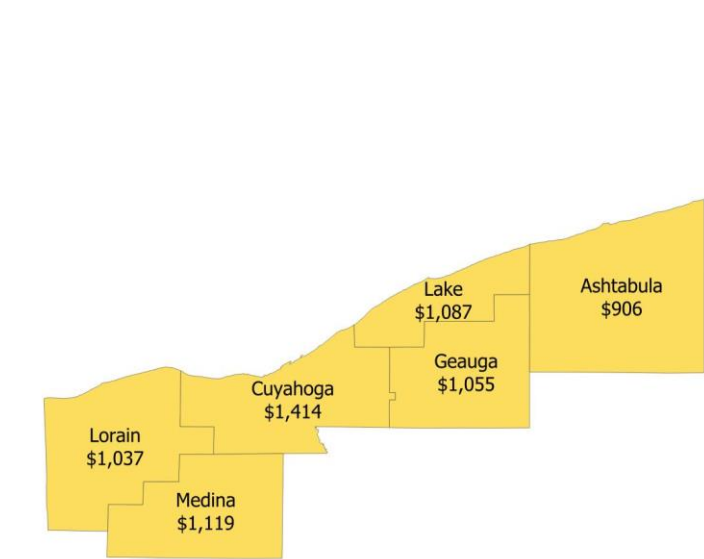 Ashtabula
$906
Lake
$1,087
Geauga
$1,055
Cuyahoga
$1,414
Lorain
$1,037
Medina
$1,119